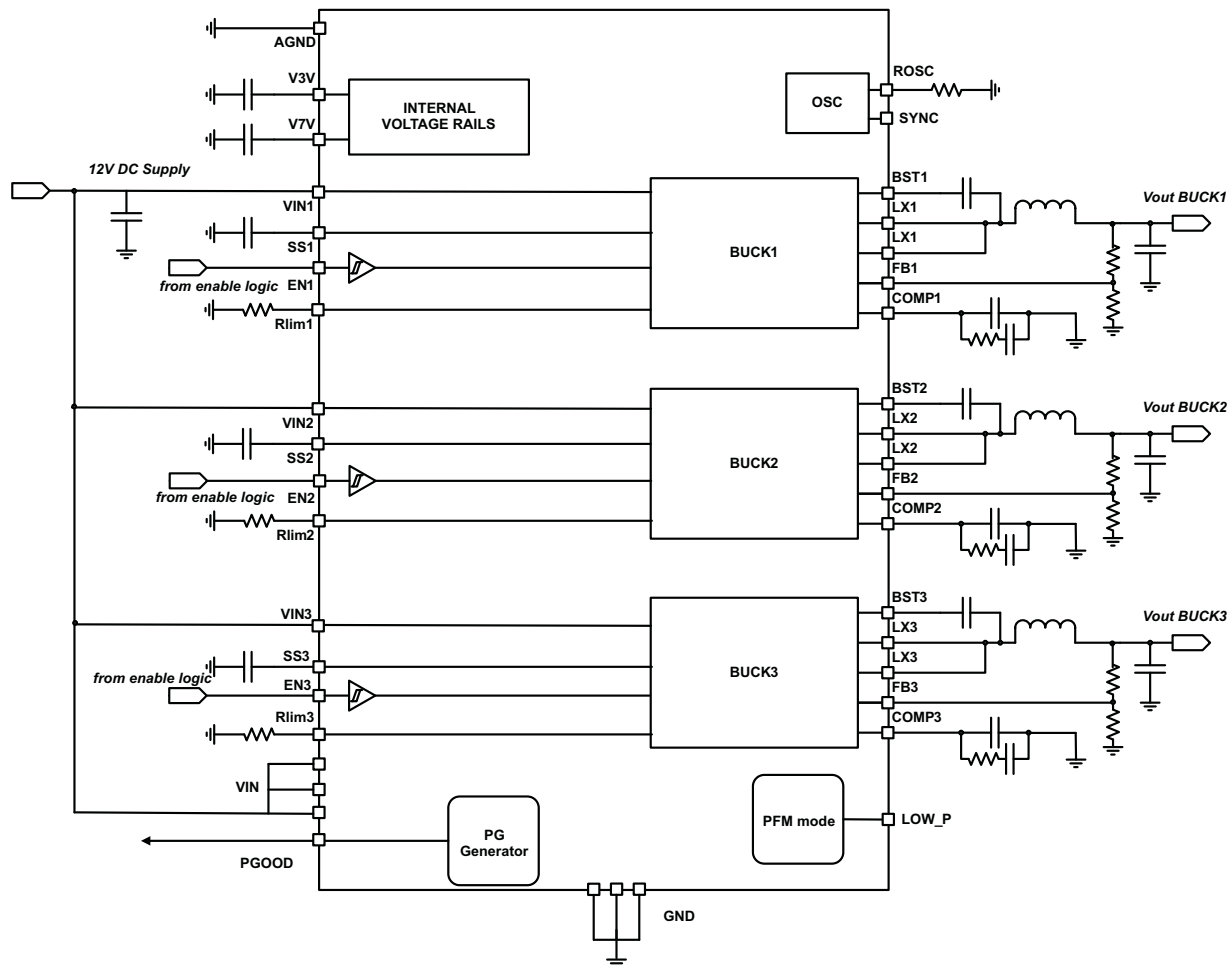 AGND
V3V
INTERNAL
VOLTAGE RAILS
V7V
OSC
ROSC
SYNC
12V DC Supply
VIN1
SS1
from enable logic
EN1
Rlim1
BUCK1
BST1
LX1
LX1
FB1
COMP1
Vout BUCK1
VIN2
SS2
from enable logic
EN2
Rlim2
BUCK2
BST2
LX2
LX2
FB2
COMP2
Vout BUCK2
VIN3
SS3
from enable logic
EN3
Rlim3
BUCK3
BST3
LX3
LX3
FB3
COMP3
Vout BUCK3
VIN
PGOOD
PG
Generator
PFM mode
LOW_P
GND